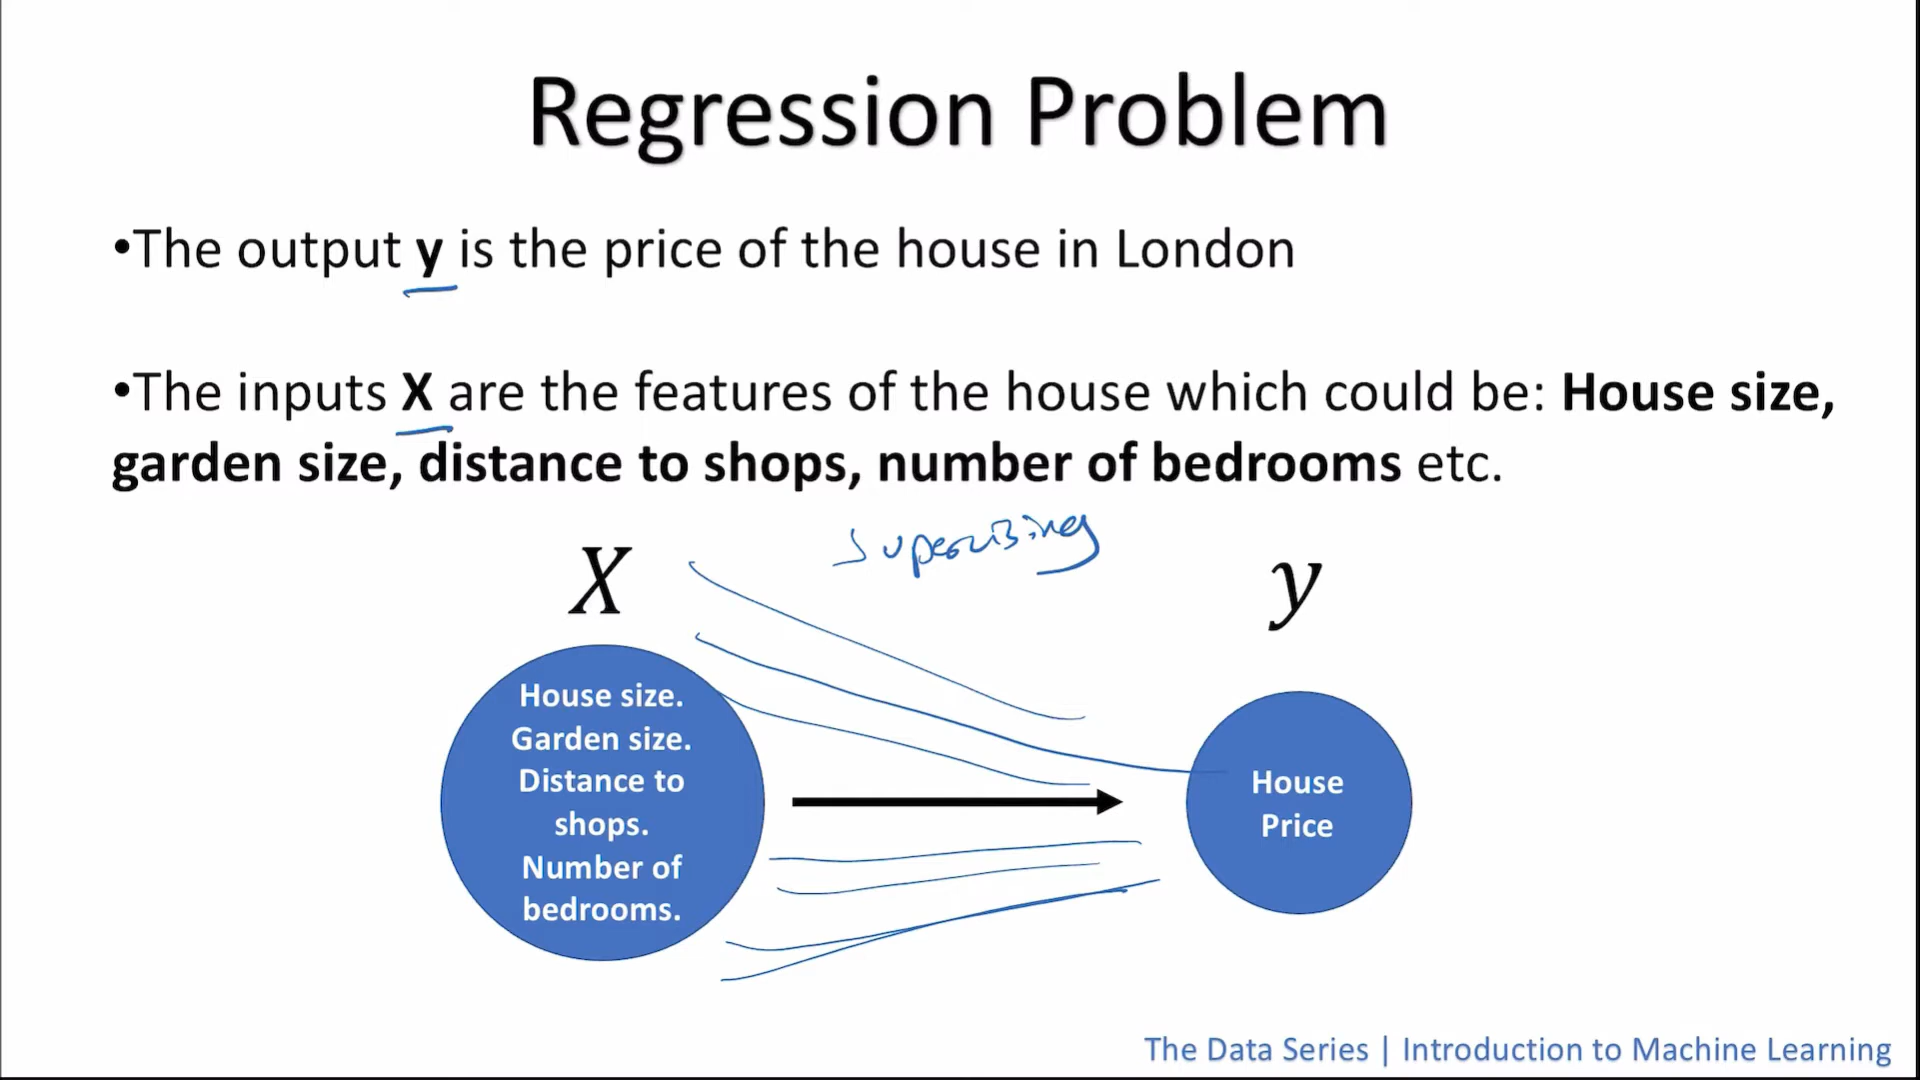 Regression Problem
•The output y is the price of the house in London
•The inputs X are the features of the house which could be: House size,
garden size, distance to shops, number of bedrooms etc.
supervising
X
y
House size.
Garden size.
Distance to
shops.
Number of
bedrooms.
House
Price
The Data Series | Introduction to Machine Learning